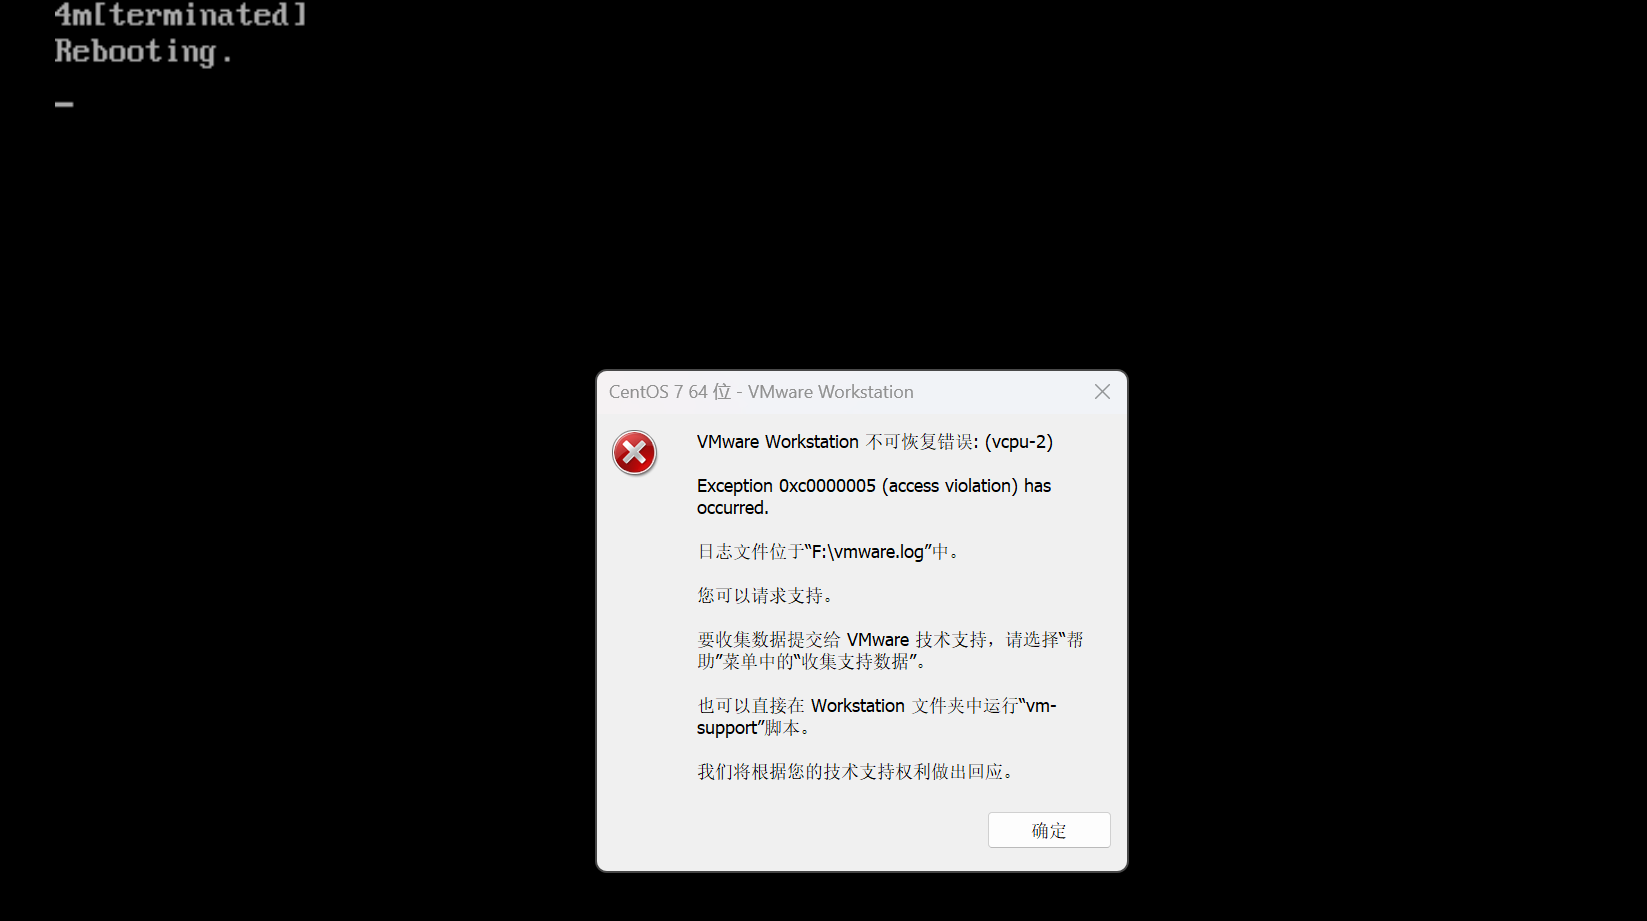 4m[terminated]
Rebooting.
CentOS 7 64 位 - VMware Workstation
VMware Workstation 不可恢复错误: (vcpu-2)
Exception 0xc0000005 (access violation) has
occurred.
日志文件位于“F:\vmware.log”中。
您可以请求支持。
要收集数据提交给 VMware 技术支持，请选择“帮
助”菜单中的“收集支持数据”。
也可以直接在 Workstation 文件夹中运行“vm-
support”脚本。
我们将根据您的技术支持权利做出回应。
确定